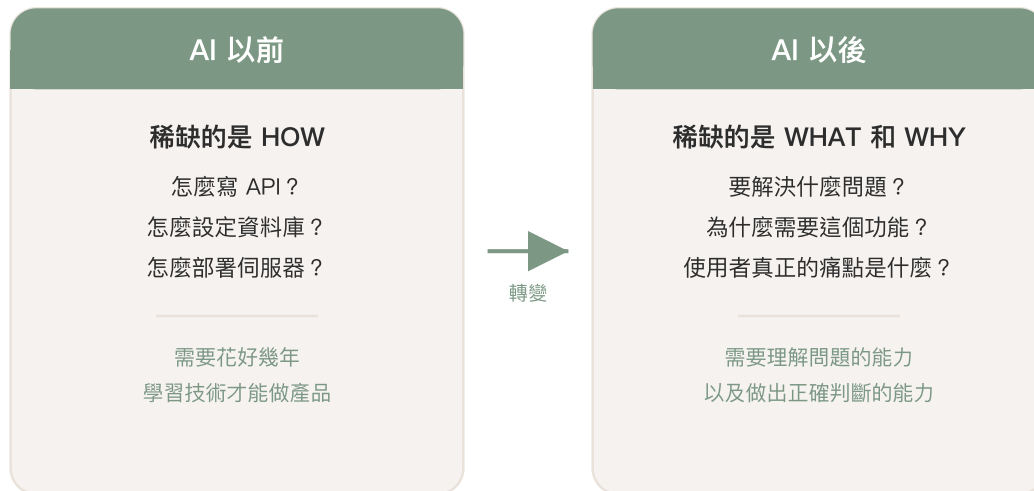 AI 以前
稀缺的是 HOW
怎麼寫 API？
怎麼設定資料庫？
怎麼部署伺服器？
需要花好幾年
學習技術才能做產品
轉變
AI 以後
稀缺的是 WHAT 和 WHY
要解決什麼問題？
為什麼需要這個功能？
使用者真正的痛點是什麼？
需要理解問題的能力
以及做出正確判斷的能力